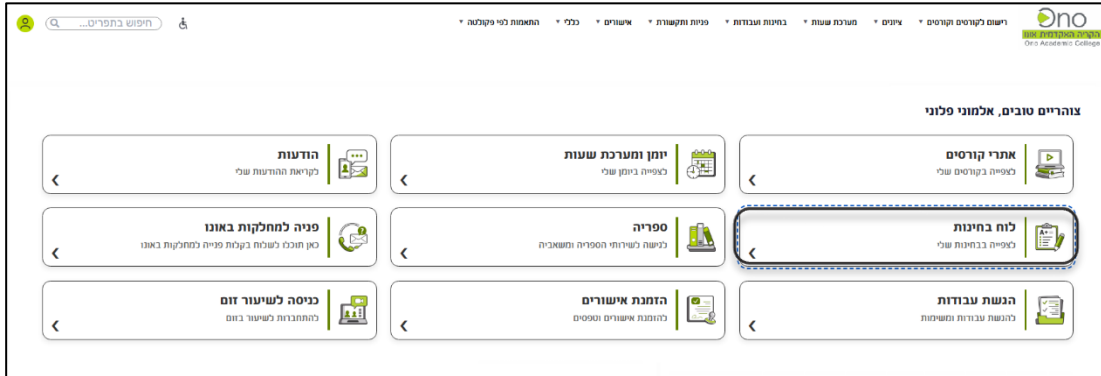 Ono
הקריה האקדמית אונו
Ono Academic College
רישום לקורסים וקורסים
ציונים
מערכת שעות
בחינות ועבודות
פניות ותקשורת
אישורים
כללי
התאמות לפי פקולטה
חיפוש בתפריט...
צוהריים טובים, אלמוני פלוני
אתרי קורסים
לצפייה בקורסים שלי
יומן ומערכת שעות
לצפייה ביומן שלי
הודעות
לקריאת ההודעות שלי
לוח בחינות
לצפייה בבחינות שלי
ספריה
לגישה לשירותי הספריה ומשאביה
פניה למחלקות באונו
כאן תוכלו לשלוח בקלות פנייה למחלקות באונו
הגשת עבודות
להגשת עבודות ומשימות
הזמנת אישורים
להזמנת אישורים וטפסים
כניסה לשיעור זום
להתחברות לשיעור בזום